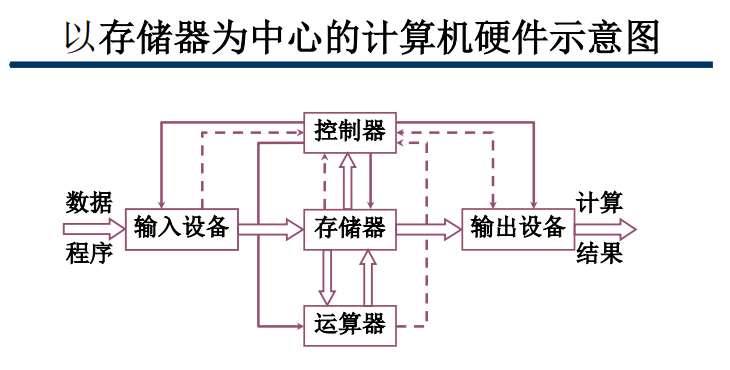 以存储器为中心的计算机硬件示意图
控制器
数据
程序
输入设备
存储器
输出设备
计算
结果
运算器